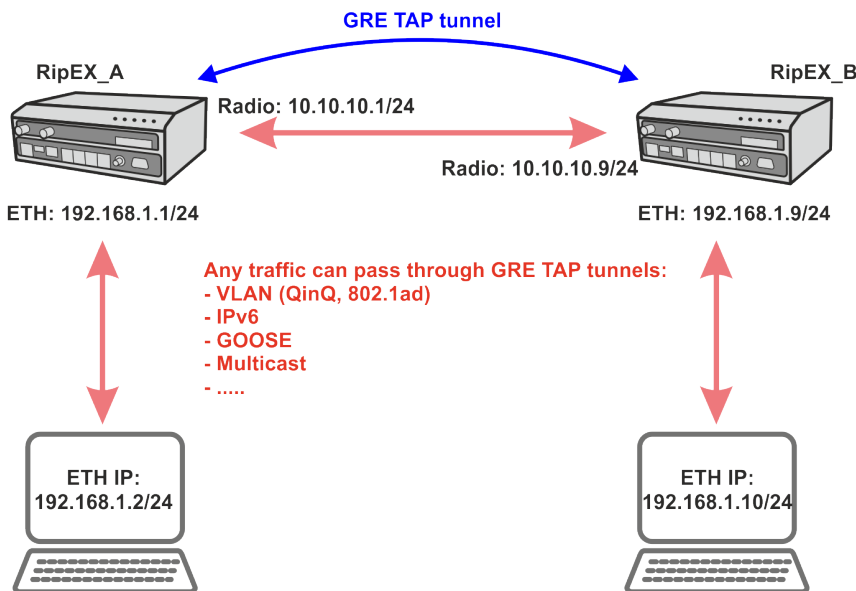 GRE TAP tunnel
RipEX_A
RipEX_B
Radio: 10.10.10.1/24
Radio: 10.10.10.9/24
ETH: 192.168.1.1/24
ETH: 192.168.1.9/24
Any traffic can pass through GRE TAP tunnels:
- VLAN (QinQ, 802.1ad)
- IPv6
- GOOSE
- Multicast
- .....
ETH IP:
192.168.1.2/24
ETH IP:
192.168.1.10/24